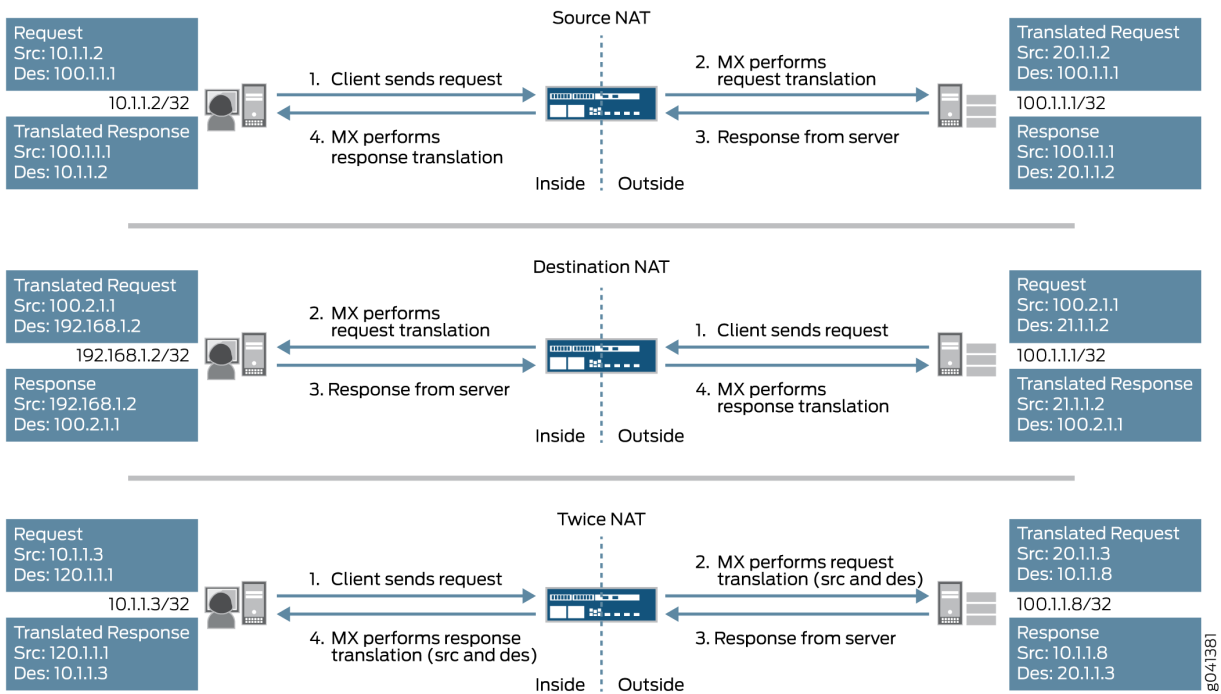 Source NAT
Request
Src: 10.1.1.2
Des: 100.1.1.1
10.1.1.2/32
Translated Response
Src: 100.1.1.1
Des: 10.1.1.2
1. Client sends request
4. MX performs
response translation
2. MX performs
request translation
3. Response from server
Inside
Outside
Translated Request
Src: 20.1.1.2
Des: 100.1.1.1
100.1.1.1/32
Response
Src: 100.1.1.1
Des: 20.1.1.2
Destination NAT
Translated Request
Src: 100.2.1.1
Des: 192.168.1.2
192.168.1.2/32
Response
Src: 192.168.1.2
Des: 100.2.1.1
2. MX performs
request translation
3. Response from server
1. Client sends request
4. MX performs
response translation
Inside
Outside
Request
Src: 100.2.1.1
Des: 21.1.1.2
100.1.1.1/32
Translated Response
Src: 21.1.1.2
Des: 100.2.1.1
Twice NAT
Request
Src: 10.1.1.3
Des: 120.1.1.1
10.1.1.3/32
Translated Response
Src: 120.1.1.1
Des: 10.1.1.3
1. Client sends request
4. MX performs response
translation (src and des)
2. MX performs request
translation (src and des)
3. Response from server
Inside
Outside
Translated Request
Src: 20.1.1.3
Des: 10.1.1.8
100.1.1.8/32
Response
Src: 10.1.1.8
Des: 20.1.1.3
g041381